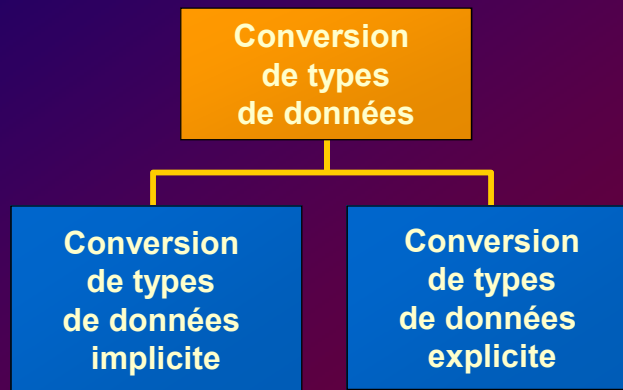 Conversion
de types
de données
Conversion
de types
de données
implicite
Conversion
de types
de données
explicite